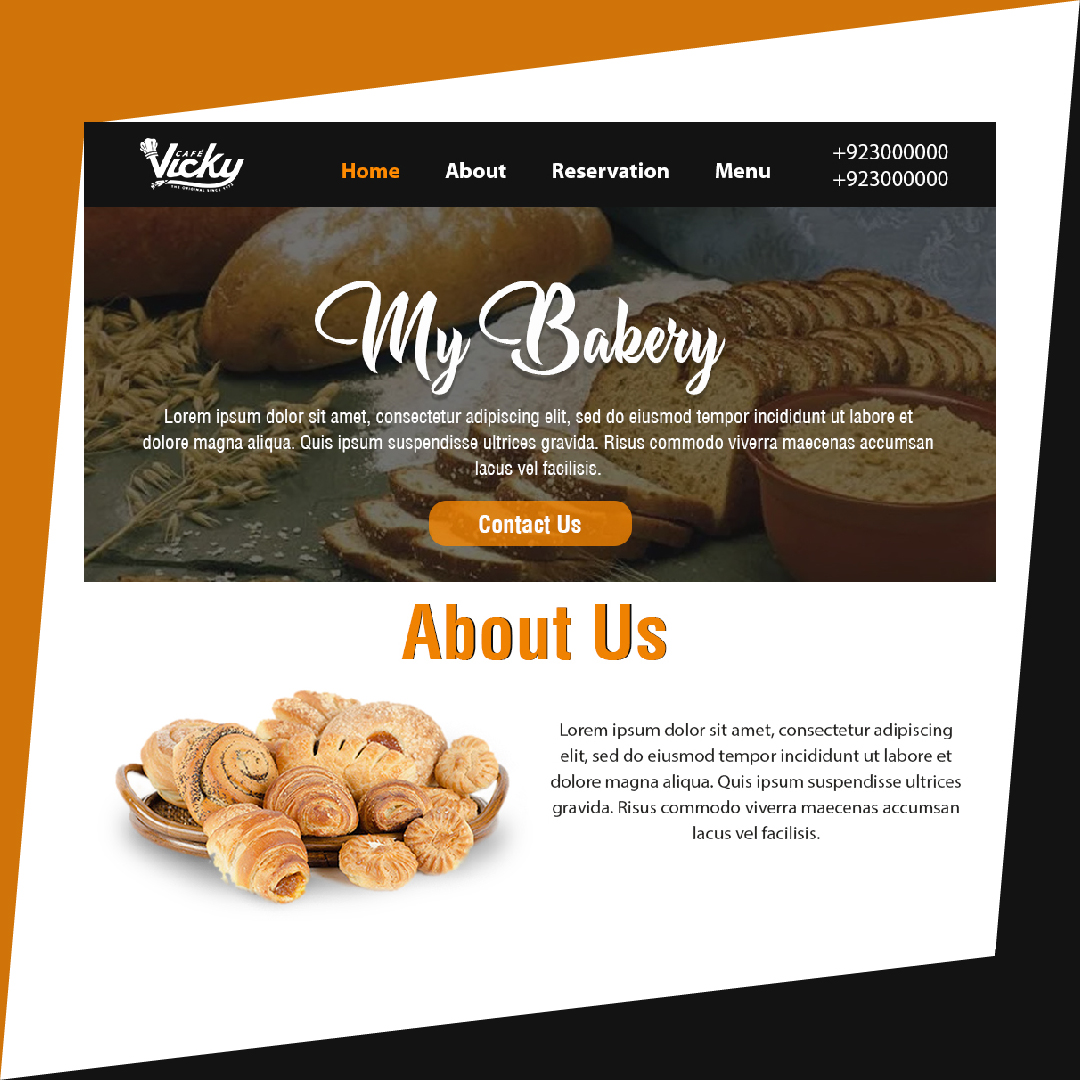 CAFE
Vicky
Home About Reservation Menu
+923000000
+923000000
My Bakery
Lorem ipsum dolor sit amet, consectetur adipiscing elit, sed do eiusmod tempor incididunt ut labore et
dolore magna aliqua. Quis ipsum suspendisse ultrices gravida. Risus commodo viverra maecenas accumsan
lacus vel facilisis.
Contact Us
About Us
Lorem ipsum dolor sit amet, consectetur adipiscing
elit, sed do eiusmod tempor incididunt ut labore et
dolore magna aliqua. Quis ipsum suspendisse ultrices
gravida. Risus commodo viverra maecenas accumsan
lacus vel facilisis.